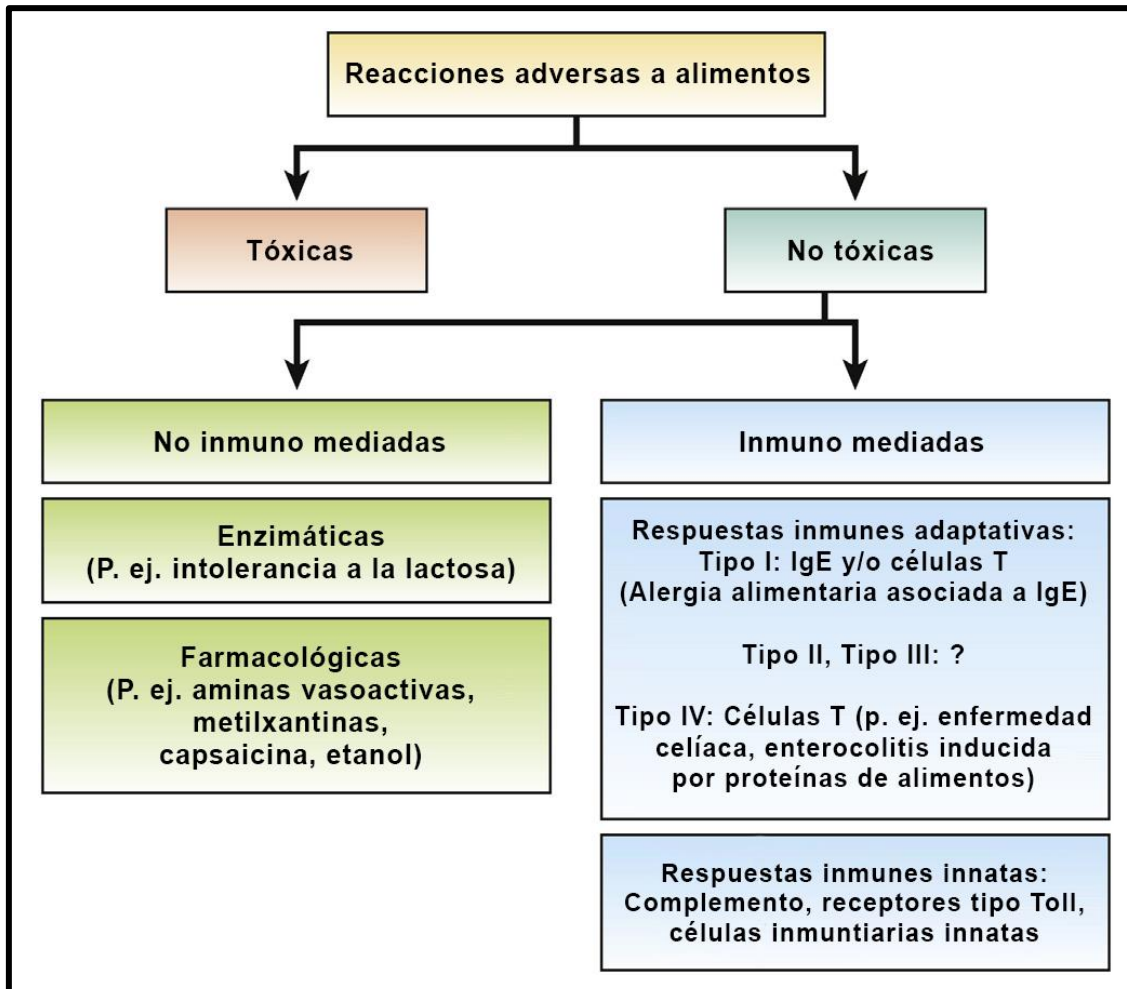 Reacciones adversas a alimentos
Tóxicas
No tóxicas
No inmuno mediadas
Inmuno mediadas
Enzimáticas
(P. ej. intolerancia a la lactosa)
Farmacológicas
(P. ej. aminas vasoactivas,
metilxantinas,
capsaicina, etanol)
Respuestas inmunes adaptativas:
Tipo I: IgE y/o células T
(Alergia alimentaria asociada a IgE)
Tipo II, Tipo III: ?
Tipo IV: Células T (p. ej. enfermedad
celíaca, enterocolitis inducida
por proteínas de alimentos)
Respuestas inmunes innatas:
Complemento, receptores tipo Toll,
células inmuntiarias innatas